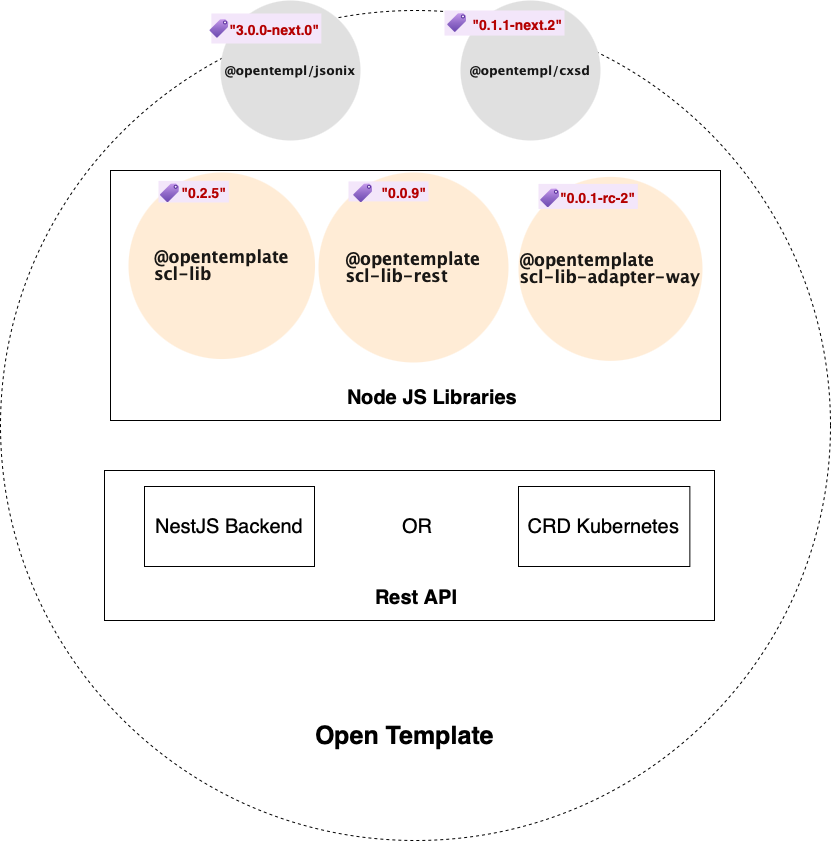 "3.0.0-next.0"
@opentempl/jsonix
"0.1.1-next.2"
@opentempl/cxsd
"0.2.5"
@opentemplate
scl-lib
"0.0.9"
@opentemplate
scl-lib-rest
"0.0.1-rc-2"
@opentemplate
scl-lib-adapter-way
Node JS Libraries
NestJS Backend
OR
CRD Kubernetes
Rest API
Open Template